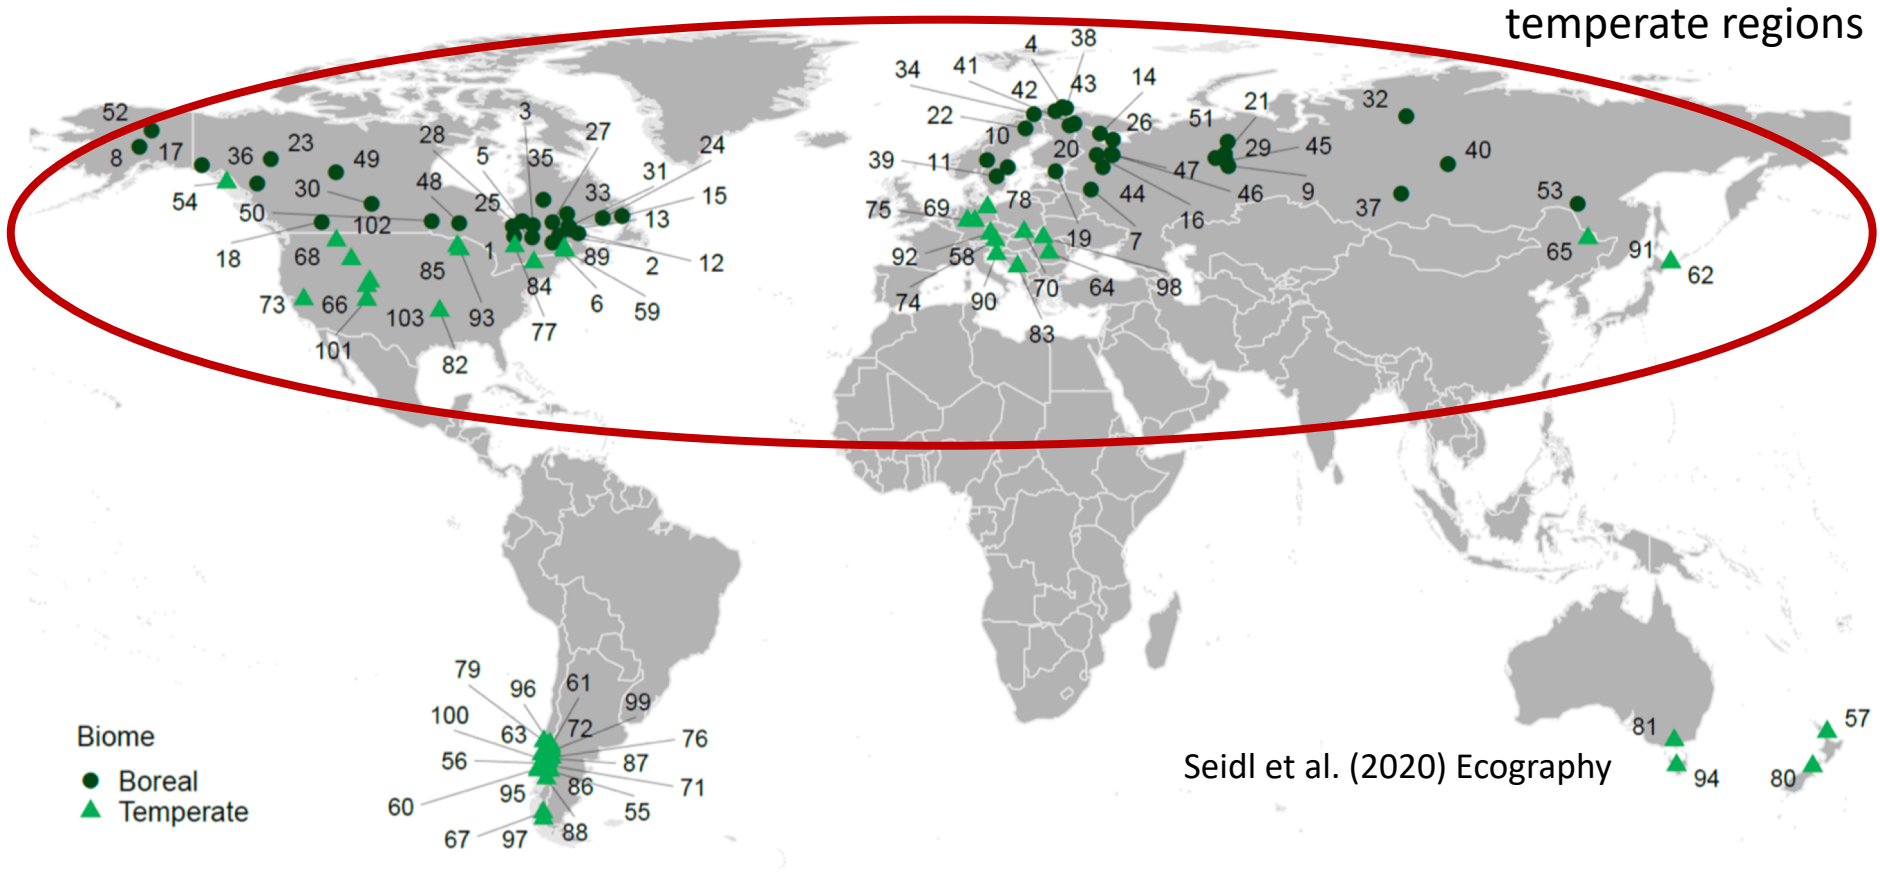 temperate regions
4 38
34 41 42 43 14
52 3 22 10 26 51 21 32
8 17 36 23 28 5 35 27 24
49 39 11 20 47 29 45 40
54 30 48 25 33 31 15
50 102 75 69 78 44 46 9 37 53
18 68 1 13 16
85 89 2 12 92 58 19 7 65 91
73 66 103 93 84 6 59 74 90 70 64 98 62
101 82 77 83
79 96 61 99
100 63 72 76 57
56 87 81
Seidl et al. (2020) Ecography
60 95 86 55 71 94 80
67 97 88
Biome
Boreal
Temperate